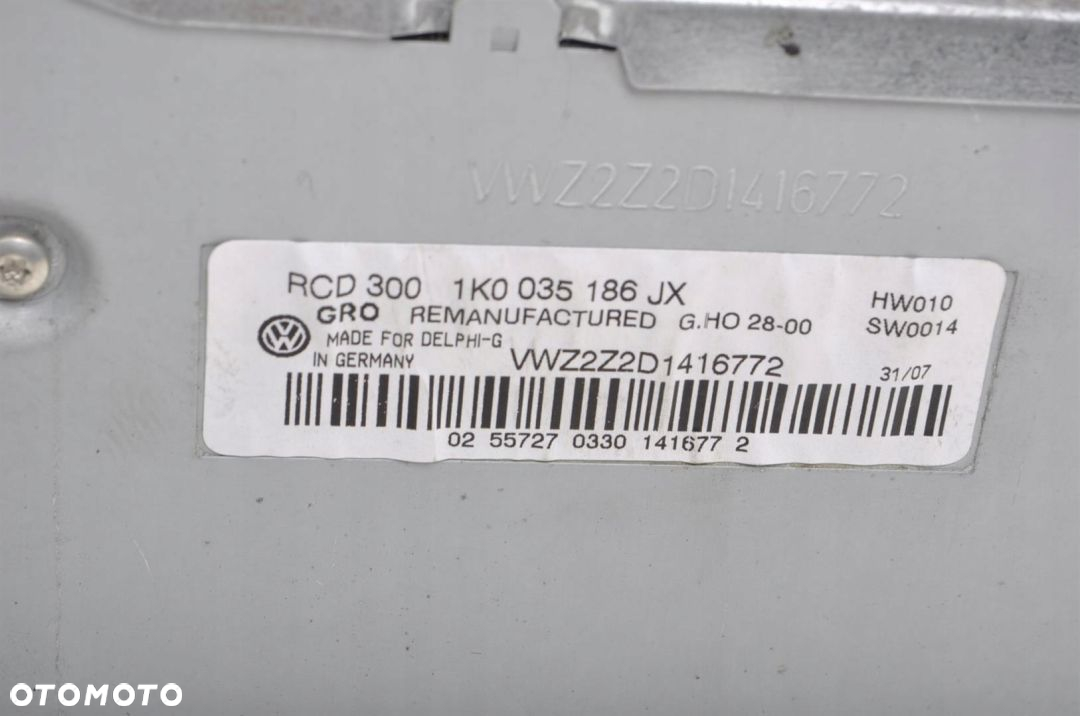 VWZ2Z2D1416772
RCD 300 1K0 035 186 JX HW010
GRO REMANUFACTURED G.HO 28-00 SW0014
MADE FOR DELPHI-G
IN GERMANY VWZ2Z2D1416772 31/07
02 55727 0330 141677 2
OTOMOTO